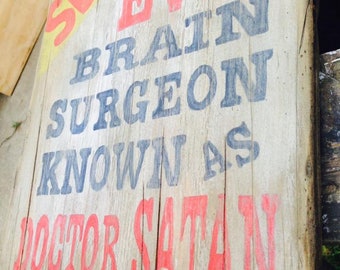 BRAIN
SURGEON
KNOWN AS
DOCTOR SATAN